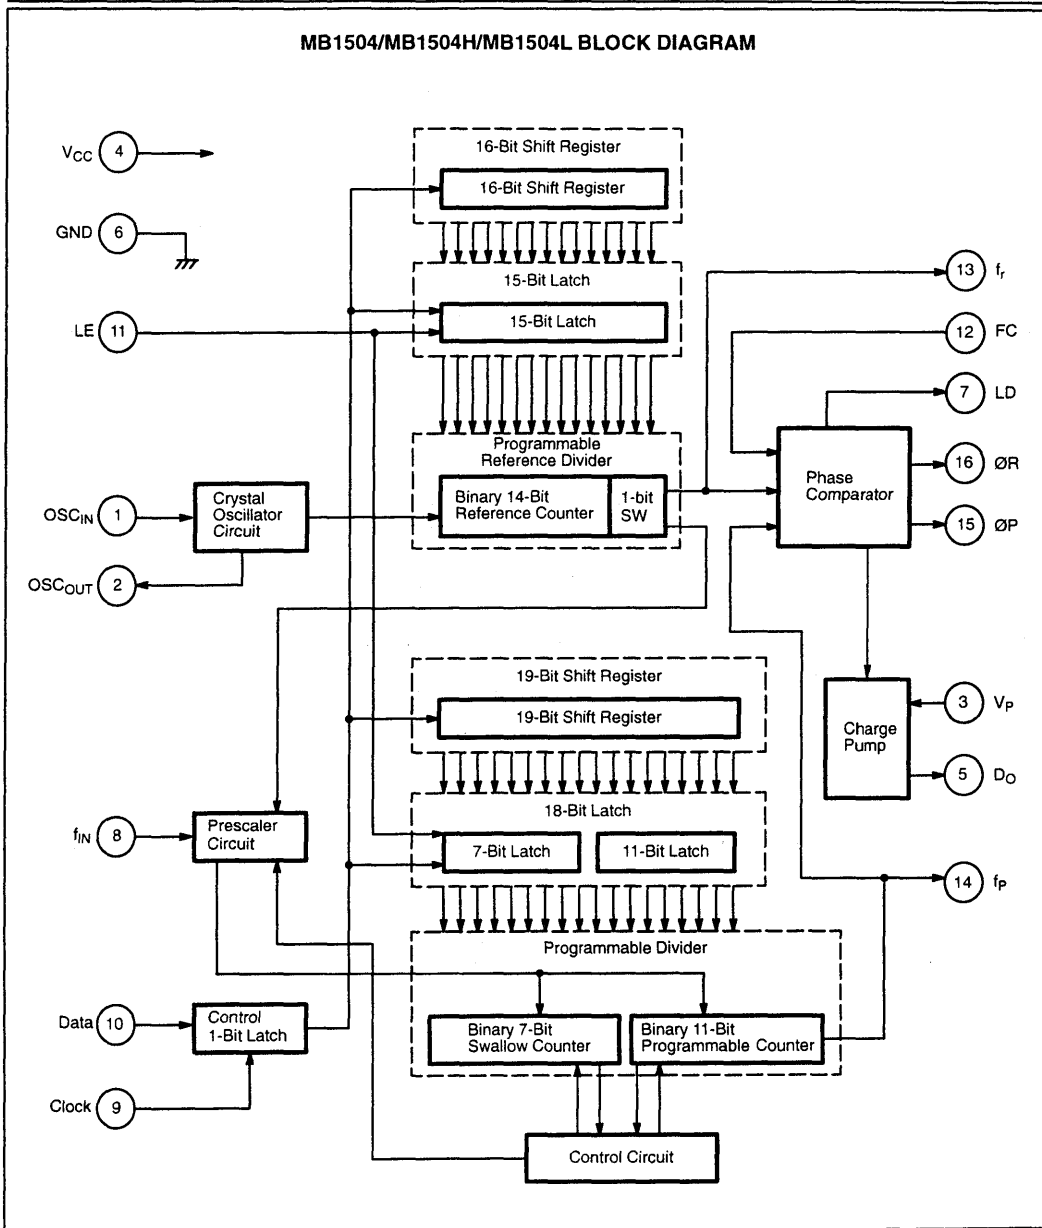 MB1504/MB1504H/MB1504L BLOCK DIAGRAM
VCC 4
GND 6
LE 11
OSCIN 1
OSCOUT 2
fIN 8
Data 10
Clock 9
Crystal
Oscillator
Circuit
Prescaler
Circuit
Control
1-Bit Latch
16-Bit Shift Register
16-Bit Shift Register
15-Bit Latch
15-Bit Latch
Programmable
Reference Divider
Binary 14-Bit
Reference Counter
1-bit
SW
19-Bit Shift Register
19-Bit Shift Register
18-Bit Latch
7-Bit Latch
11-Bit Latch
Programmable Divider
Binary 7-Bit
Swallow Counter
Binary 11-Bit
Programmable Counter
Control Circuit
Phase
Comparator
Charge
Pump
13 fr
12 FC
7 LD
16 ØR
15 ØP
3 VP
5 DO
14 fP